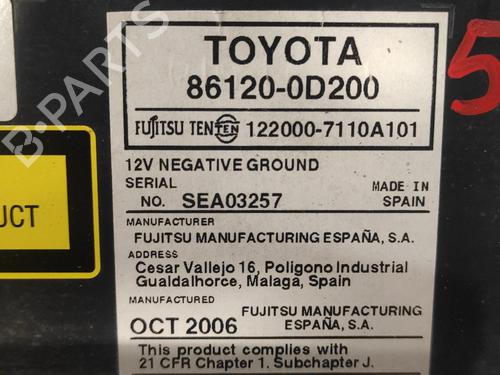 TOYOTA
86120-0D200
FUJITSU TEN TEN 122000-7110A101
12V NEGATIVE GROUND
SERIAL
NO. SEA03257
MADE IN
SPAIN
MANUFACTURER
FUJITSU MANUFACTURING ESPAÑA, S.A.
ADDRESS
Cesar Vallejo 16, Poligono Industrial
Gualdalhorce, Malaga, Spain
MANUFACTURED
OCT 2006
FUJITSU MANUFACTURING
ESPAÑA, S.A.
This product complies with
21 CFR Chapter 1. Subchapter J.
UCT
5